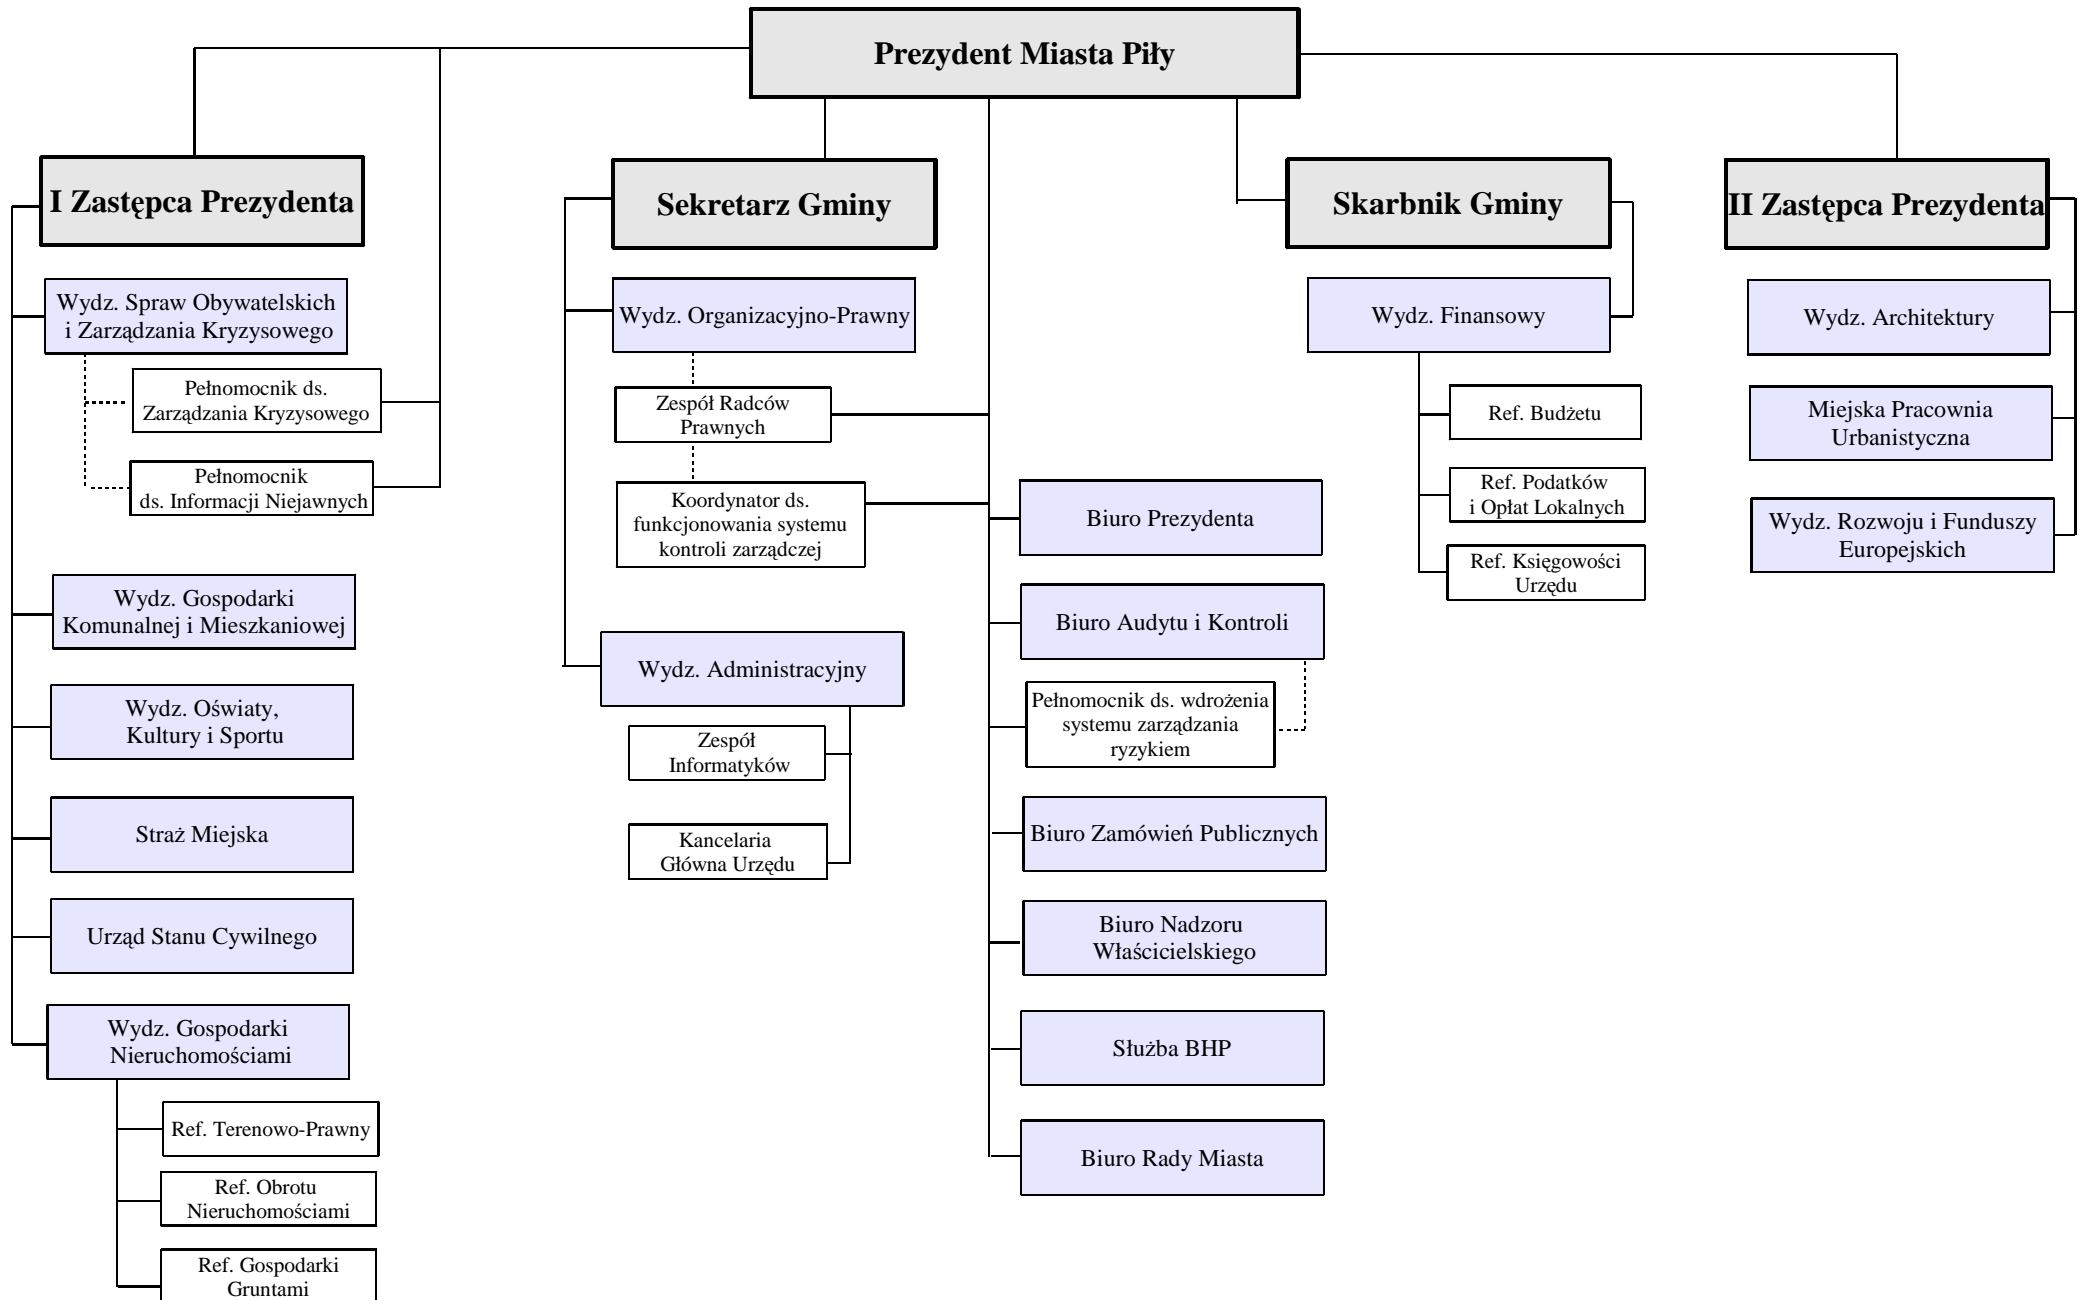 Prezydent Miasta Piły
I Zastępca Prezydenta
Wydz. Spraw Obywatelskich
i Zarządzania Kryzysowego
Pełnomocnik ds.
Zarządzania Kryzysowego
Pełnomocnik
ds. Informacji Niejawnych
Wydz. Gospodarki
Komunalnej i Mieszkaniowej
Wydz. Oświaty,
Kultury i Sportu
Straż Miejska
Urząd Stanu Cywilnego
Wydz. Gospodarki
Nieruchomościami
Ref. Terenowo-Prawny
Ref. Obrotu
Nieruchomościami
Ref. Gospodarki
Gruntami
Sekretarz Gminy
Wydz. Organizacyjno-Prawny
Zespół Radców
Prawnych
Koordynator ds.
funkcjonowania systemu
kontroli zarządczej
Wydz. Administracyjny
Zespół
Informatyków
Kancelaria
Główna Urzędu
Biuro Prezydenta
Biuro Audytu i Kontroli
Pełnomocnik ds. wdrożenia
systemu zarządzania
ryzykiem
Biuro Zamówień Publicznych
Biuro Nadzoru
Właścicielskiego
Służba BHP
Biuro Rady Miasta
Skarbnik Gminy
Wydz. Finansowy
Ref. Budżetu
Ref. Podatków
i Opłat Lokalnych
Ref. Księgowości
Urzędu
II Zastępca Prezydenta
Wydz. Architektury
Miejska Pracownia
Urbanistyczna
Wydz. Rozwoju i Funduszy
Europejskich